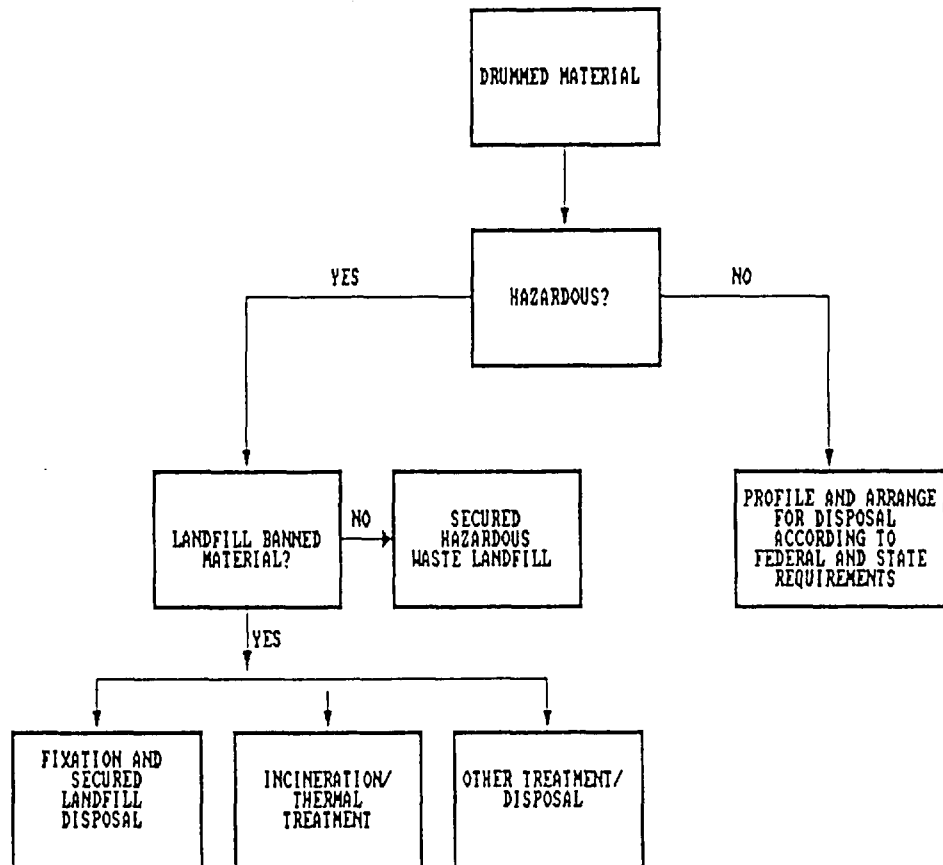 DRUMMED MATERIAL
HAZARDOUS?
YES
NO
LANDFILL BANNED
MATERIAL?
NO
SECURED
HAZARDOUS
WASTE LANDFILL
PROFILE AND ARRANGE
FOR DISPOSAL
ACCORDING TO
FEDERAL AND STATE
REQUIREMENTS
YES
FIXATION AND
SECURED
LANDFILL
DISPOSAL
INCINERATION/
THERMAL
TREATMENT
OTHER TREATMENT/
DISPOSAL